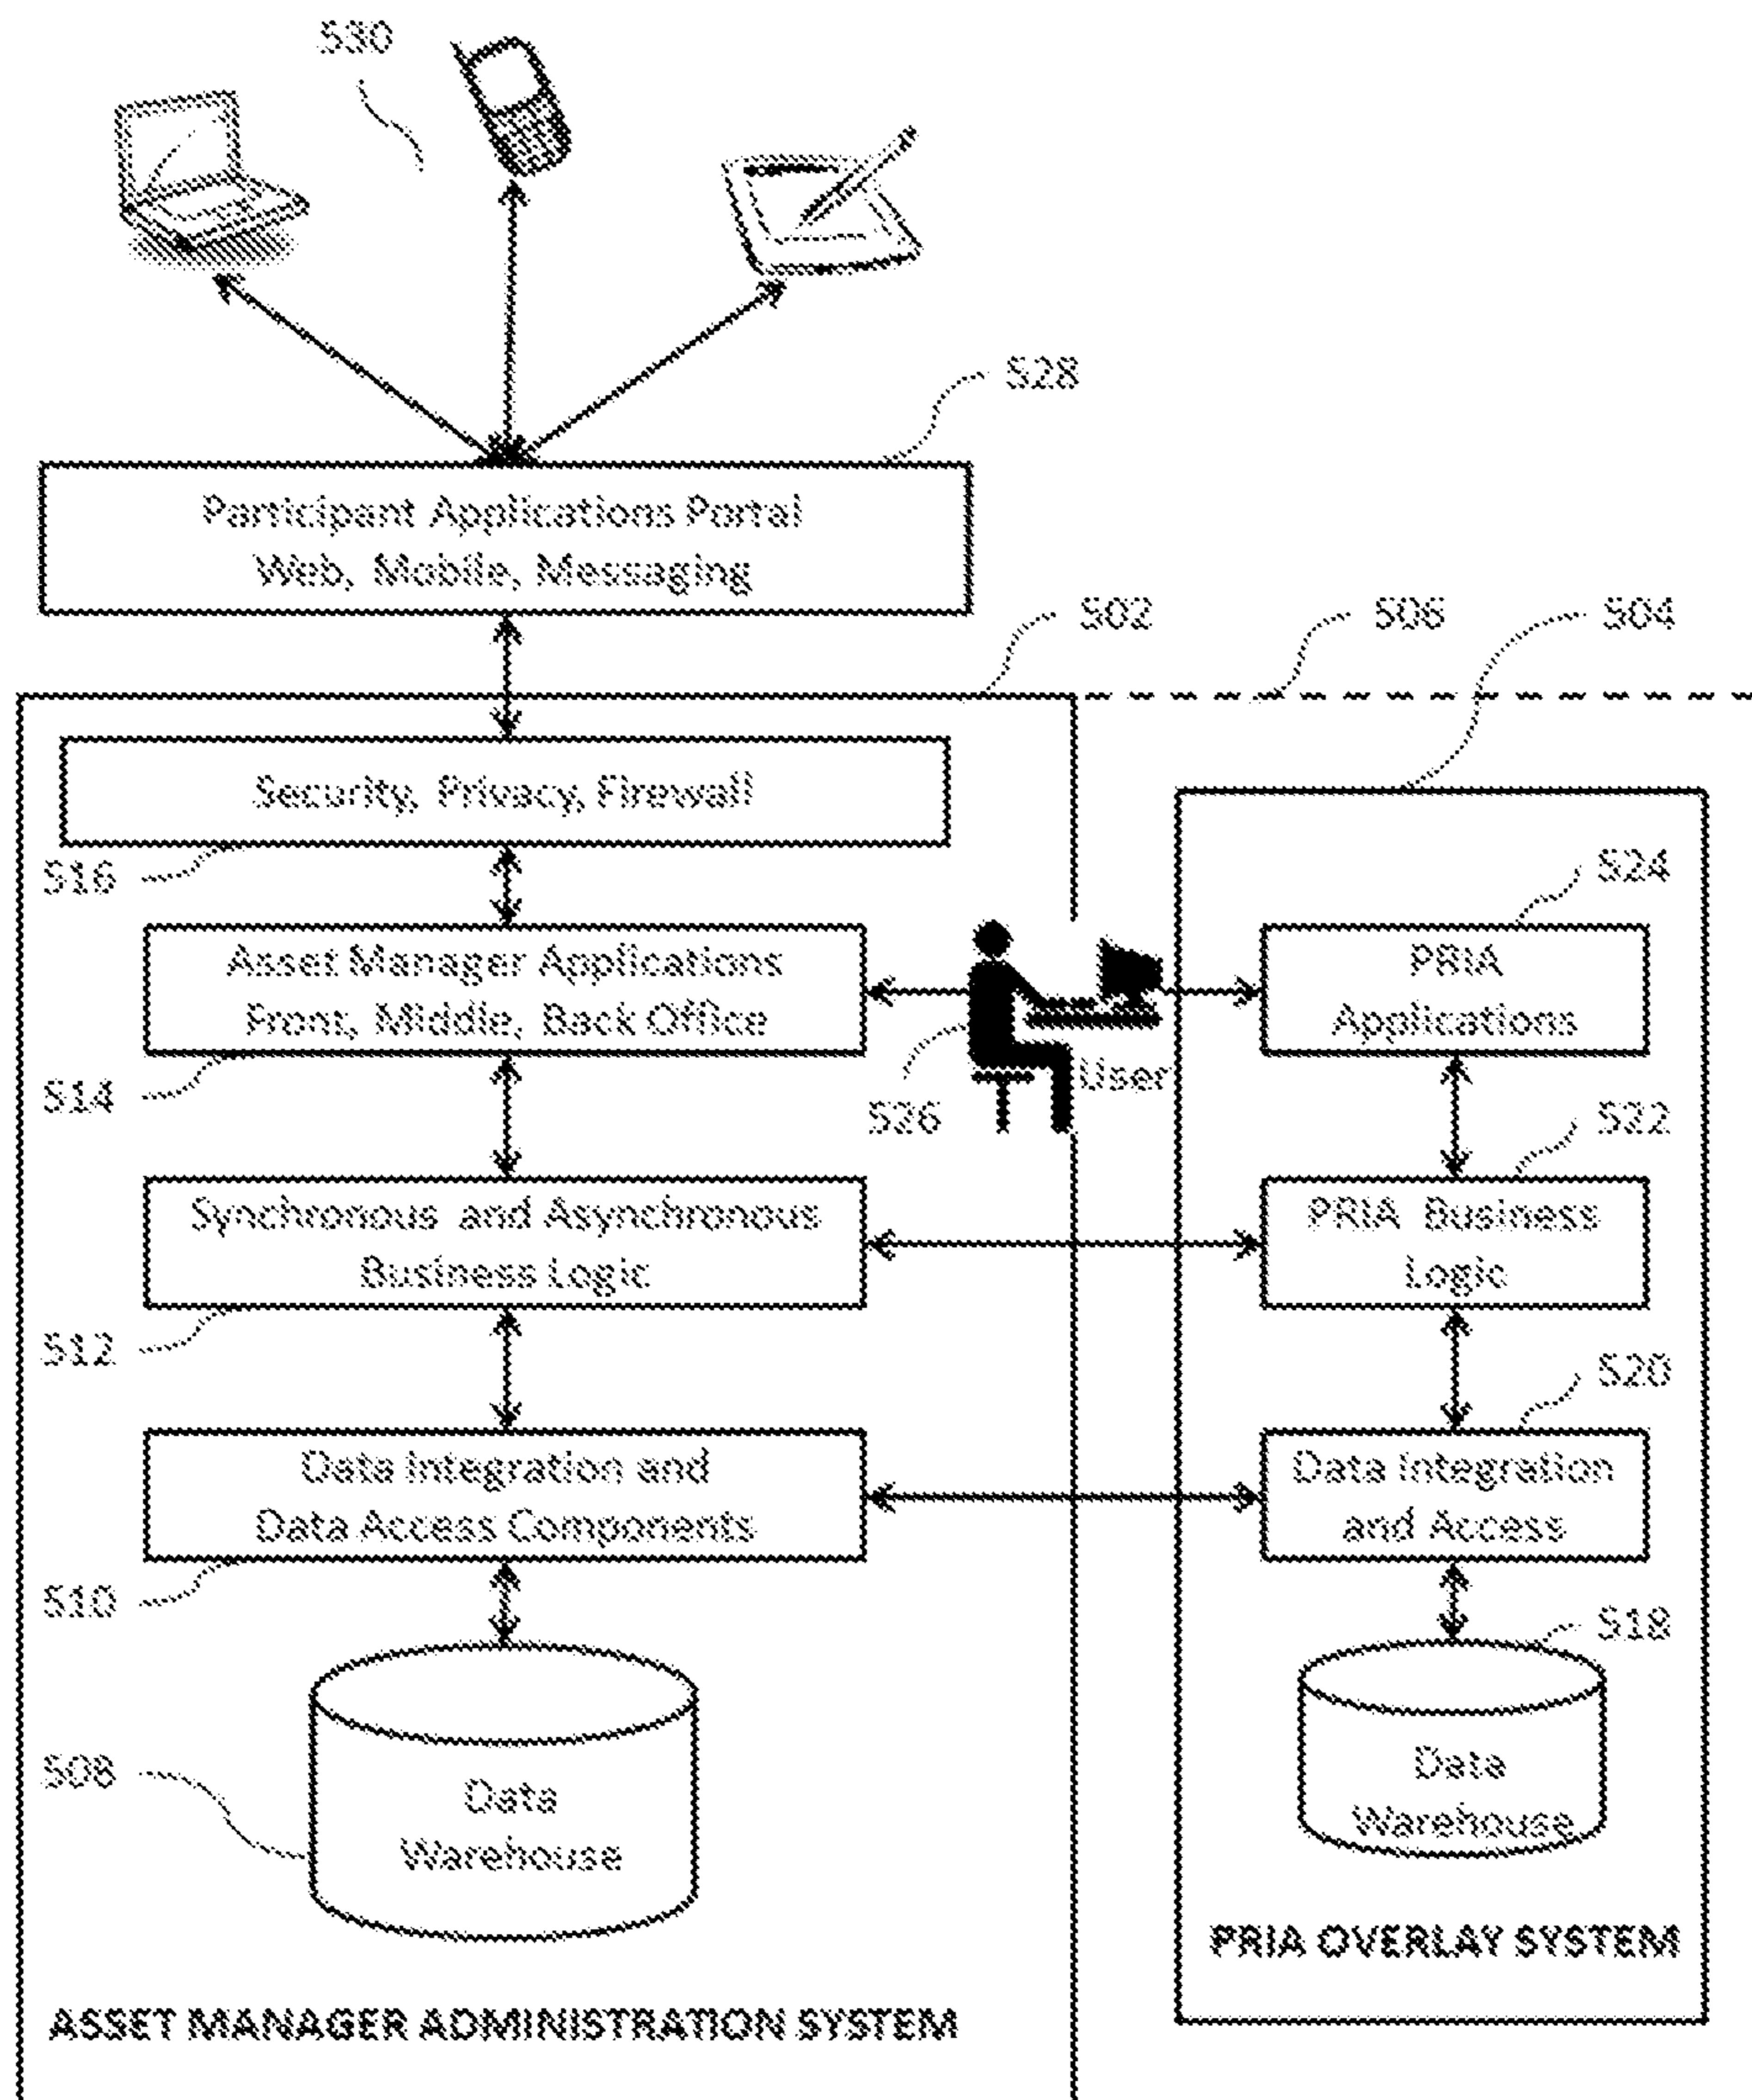 530
528
Participant Applications Portal
Web, Mobile, Messaging
502
506
504
Security, Privacy, Firewall
516
524
Asset Manager Applications
Front, Middle, Back Office
PRIA
Applications
User
514
526
522
Synchronous and Asynchronous
Business Logic
PRIA Business
Logic
512
520
Data Integration and
Data Access Components
Data Integration
and Access
510
518
508
Data
Warehouse
Data
Warehouse
PRIA OVERLAY SYSTEM
ASSET MANAGER ADMINISTRATION SYSTEM